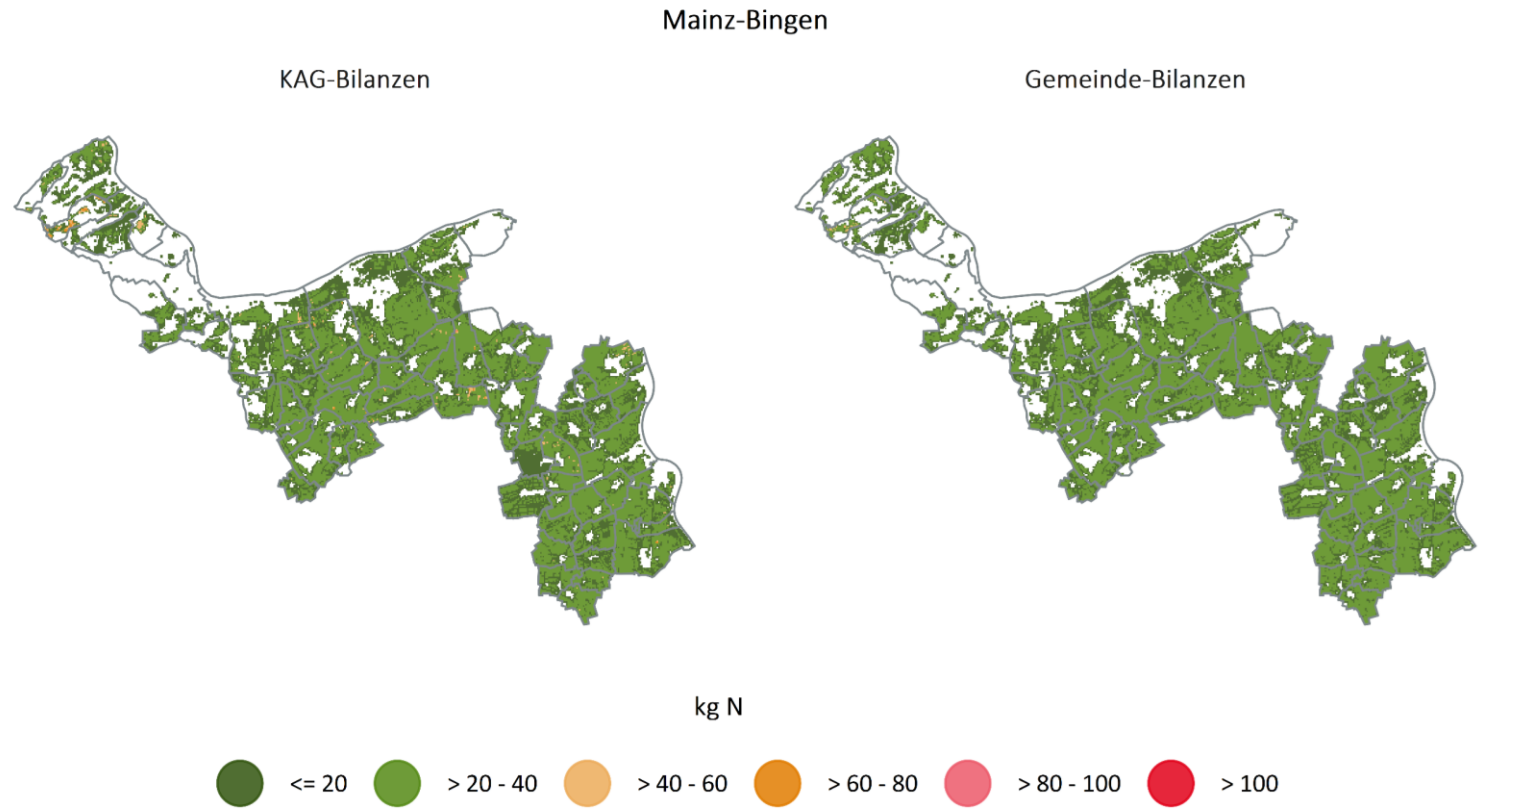 Mainz-Bingen
KAG-Bilanzen
Gemeinde-Bilanzen
kg N
<= 20
> 20 - 40
> 40 - 60
> 60 - 80
> 80 - 100
> 100